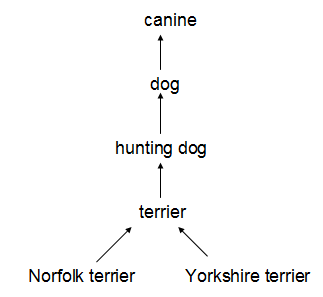 canine
dog
hunting dog
terrier
Norfolk terrier
Yorkshire terrier